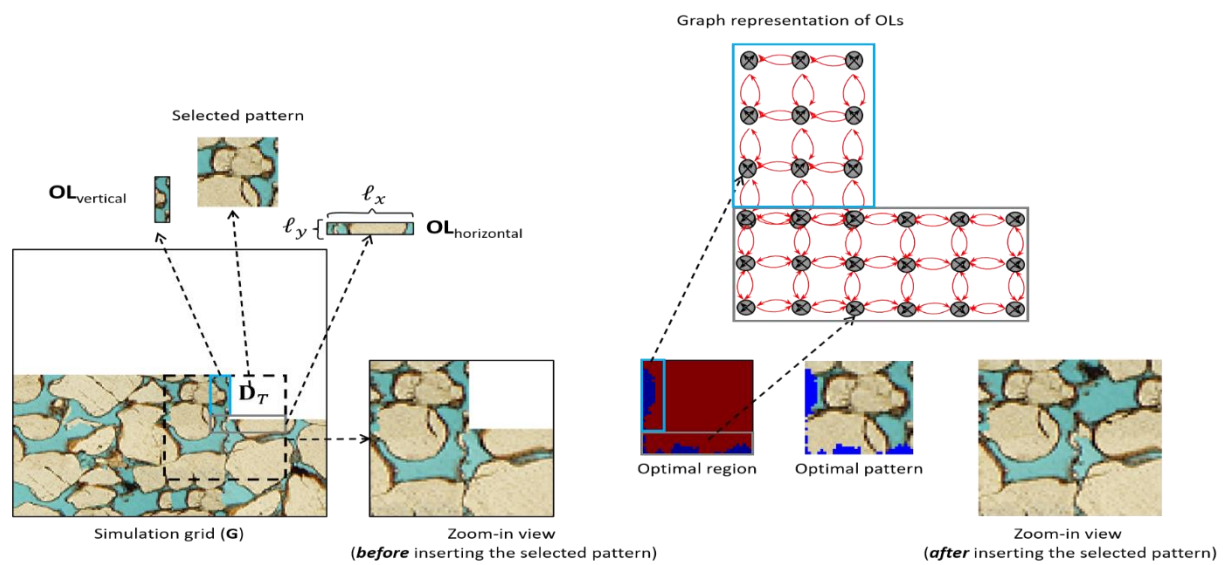 Graph representation of OLs
Selected pattern
OLvertical
ℓx
ℓy
OLhorizontal
DT
Optimal region
Optimal pattern
Simulation grid (G)
Zoom-in view
(before inserting the selected pattern)
Zoom-in view
(after inserting the selected pattern)